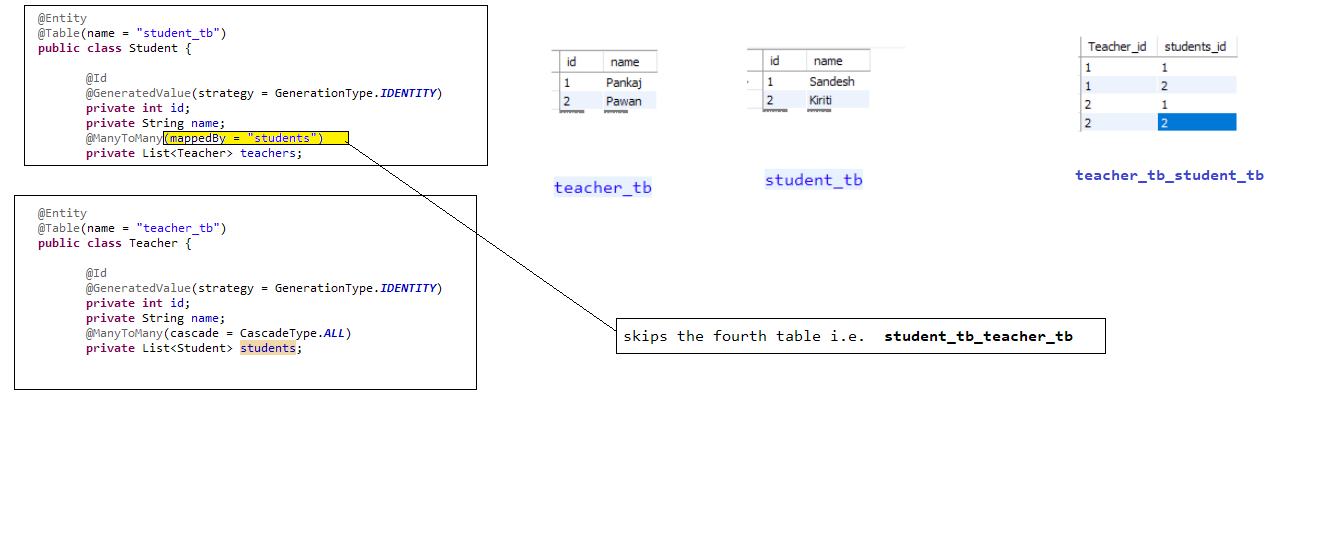 @Entity
@Table(name = "student_tb")
public class Student {
@Id
@GeneratedValue(strategy = GenerationType.IDENTITY)
private int id;
private String name;
@ManyToMany(mappedBy = "students")
private List<Teacher> teachers;
@Entity
@Table(name = "teacher_tb")
public class Teacher {
@Id
@GeneratedValue(strategy = GenerationType.IDENTITY)
private int id;
private String name;
@ManyToMany(cascade = CascadeType.ALL)
private List<Student> students;
id name
1 Pankaj
2 Pawan
teacher_tb
id name
1 Sandesh
2 Kiriti
student_tb
Teacher_id students_id
1 1
1 2
2 1
2 2
teacher_tb_student_tb
skips the fourth table i.e. student_tb_teacher_tb